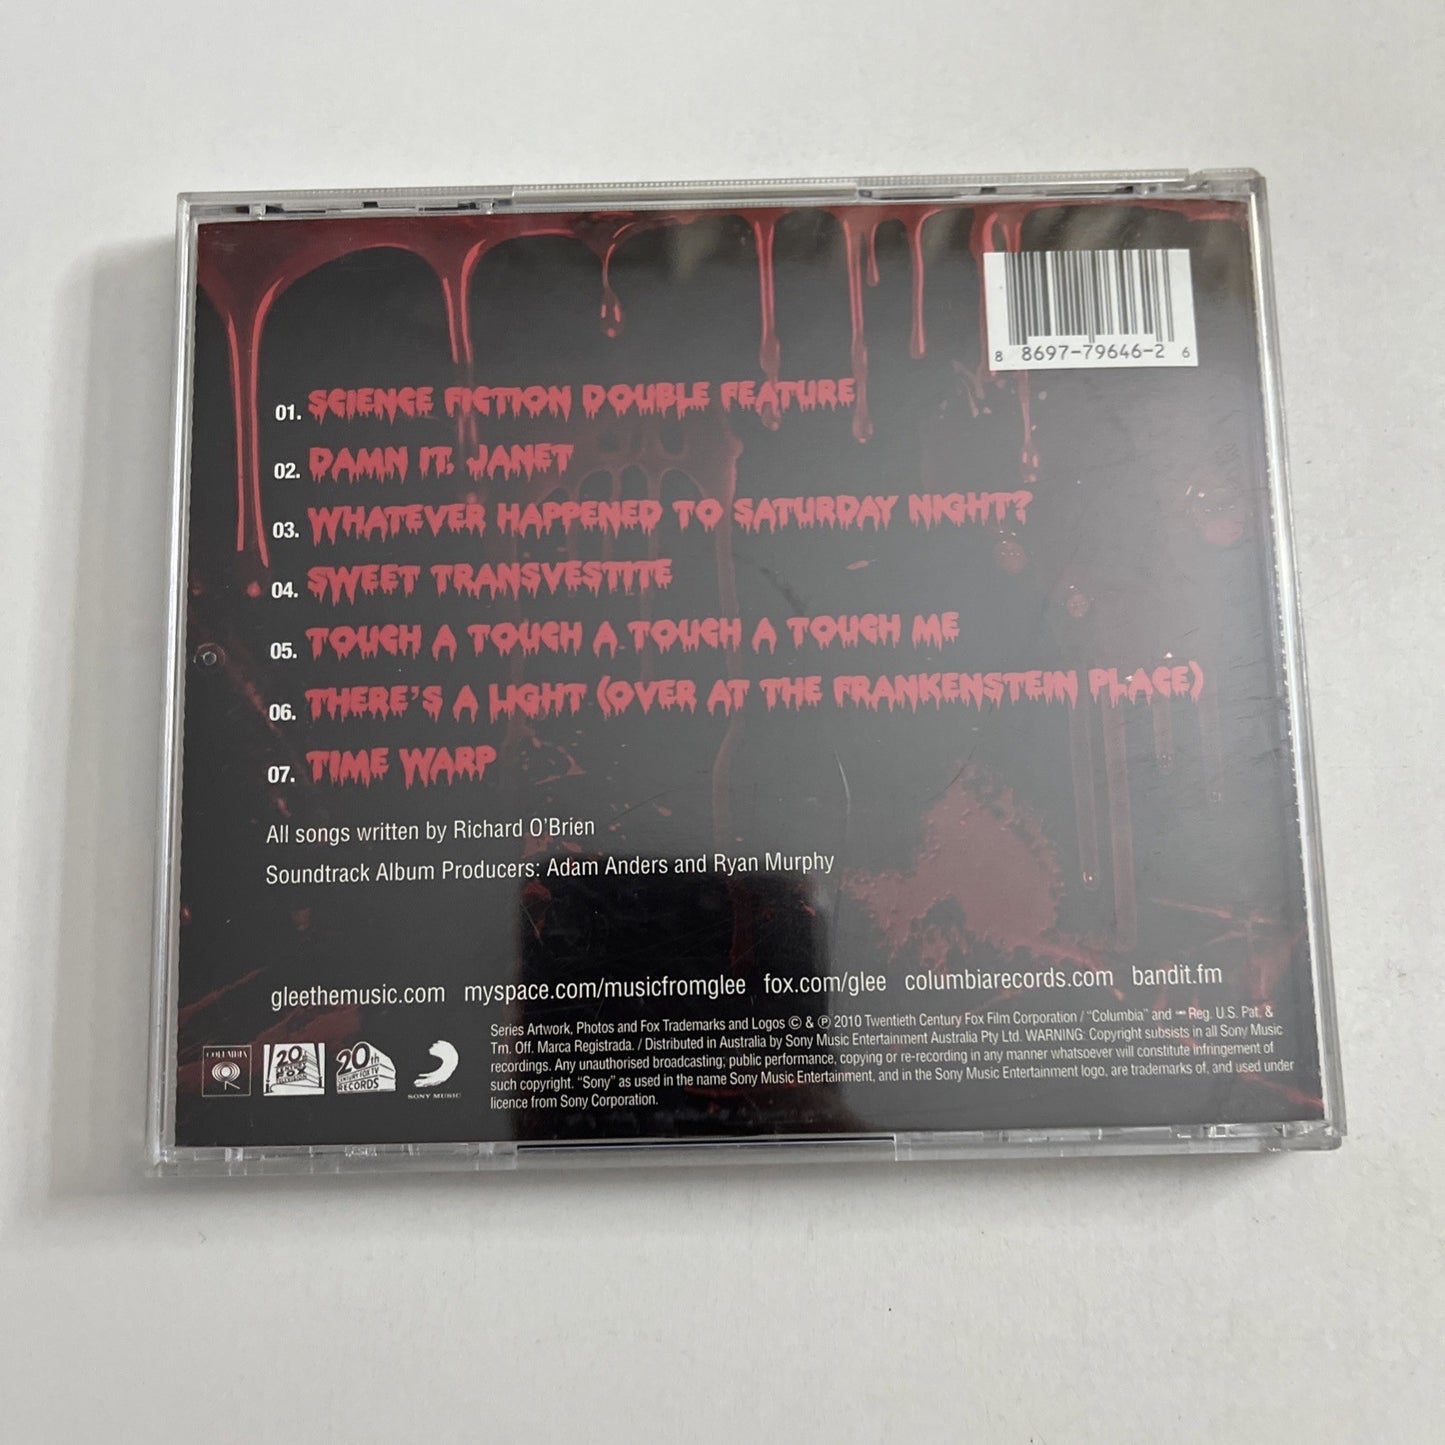 8 8697-79646-2 6
01. SCIENCE FICTION DOUBLE FEATURE
02. DAMN IT, JANET
03. WHATEVER HAPPENED TO SATURDAY NIGHT?
04. SWEET TRANSVESTITE
05. TOUCH A TOUCH A TOUCH A TOUCH ME
06. THERE'S A LIGHT (OVER AT THE FRANKENSTEIN PLACE)
07. TIME WARP
All songs written by Richard O'Brien
Soundtrack Album Producers: Adam Anders and Ryan Murphy
gleethemusic.com myspace.com/musicfromglee fox.com/glee columbiarecords.com bandit.fm
Series Artwork, Photos and Fox Trademarks and Logos © & ℗ 2010 Twentieth Century Fox Film Corporation / "Columbia" and Reg. U.S. Pat. &
Tm. Off. Marca Registrada. / Distributed in Australia by Sony Music Entertainment Australia Pty Ltd. WARNING: Copyright subsists in all Sony Music
recordings. Any unauthorised broadcasting, public performance, copying or re-recording in any manner whatsoever will constitute infringement of
such copyright. "Sony" as used in the name Sony Music Entertainment, and in the Sony Music Entertainment logo, are trademarks of, and used under
licence from Sony Corporation.
COLUMBIA
20th CENTURY FOX
20th
CENTURY FOX TV
RECORDS
SONY MUSIC